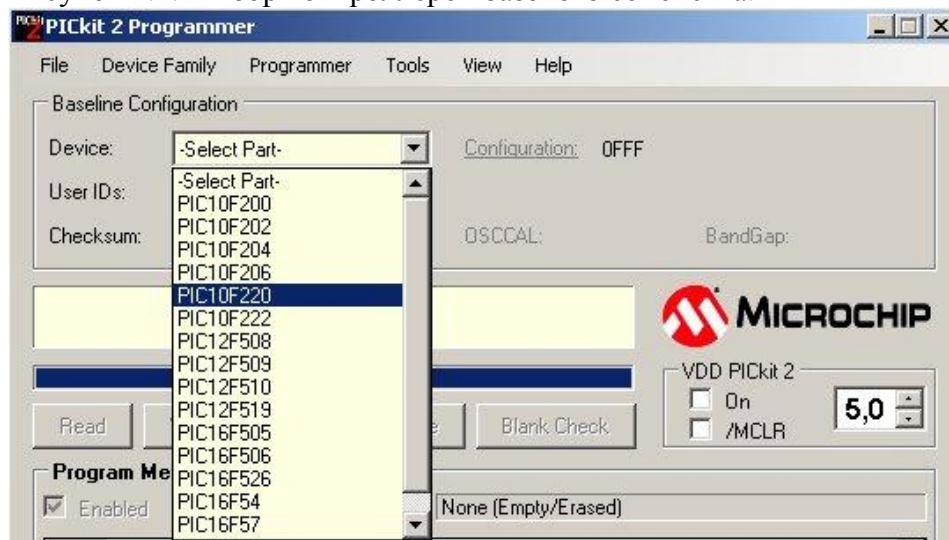 PICkit 2 Programmer
File Device Family Programmer Tools View Help
Baseline Configuration
Device: -Select Part- Configuration: 0FFF
User IDs:
Checksum: OSCCAL: BandGap:
-Select Part-
PIC10F200
PIC10F202
PIC10F204
PIC10F206
PIC10F220
PIC10F222
PIC12F508
PIC12F509
PIC12F510
PIC12F519
PIC16F505
PIC16F506
PIC16F526
PIC16F54
PIC16F57
MICROCHIP
VDD PICkit 2
On
/MCLR
5,0
Read Blank Check
Program Me
Enabled None (Empty/Erased)